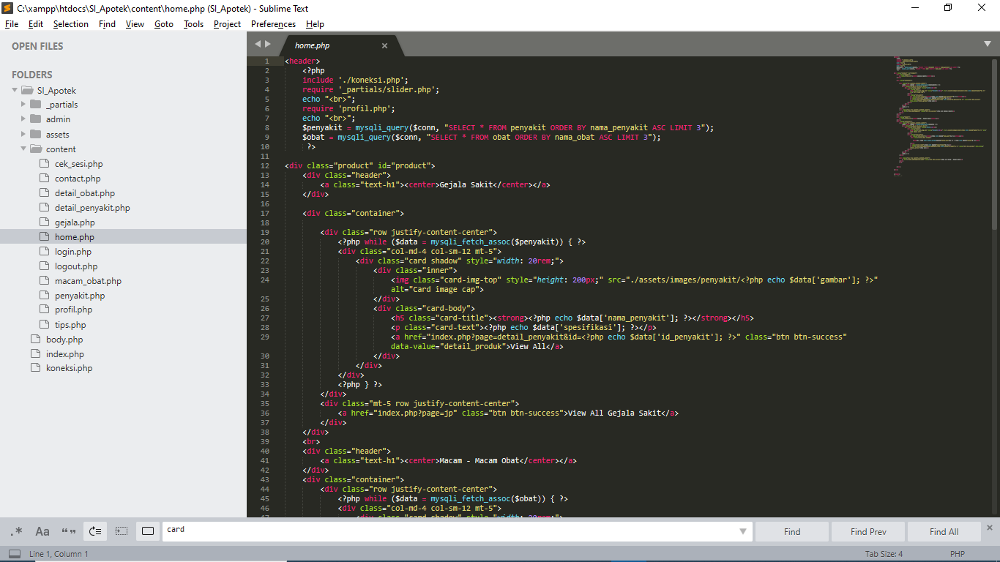 C:\xampp\htdocs\SI_Apotek\content\home.php (SI_Apotek) - Sublime Text
File Edit Selection Find View Goto Tools Project Preferences Help
OPEN FILES
FOLDERS
SI_Apotek
_partials
admin
assets
content
cek_sesi.php
contact.php
detail_obat.php
detail_penyakit.php
gejala.php
home.php
login.php
logout.php
macam_obat.php
penyakit.php
profil.php
tips.php
body.php
index.php
koneksi.php
home.php
1 <header>
2 <?php
3 include './koneksi.php';
4 require '_partials/slider.php';
5 echo "<br>";
6 require 'profil.php';
7 echo "<br>";
8 $penyakit = mysqli_query($conn, "SELECT * FROM penyakit ORDER BY nama_penyakit ASC LIMIT 3");
9 $obat = mysqli_query($conn, "SELECT * FROM obat ORDER BY nama_obat ASC LIMIT 3");
10 ?>
11
12 <div class="product" id="product">
13 <div class="header">
14 <a class="text-h1"><center>Gejala Sakit</center></a>
15 </div>
16
17 <div class="container">
18
19 <div class="row justify-content-center">
20 <?php while ($data = mysqli_fetch_assoc($penyakit)) { ?>
21 <div class="col-md-4 col-sm-12 mt-5">
22 <div class="card shadow" style="width: 20rem;">
23 <div class="inner">
24 <img class="card-img-top" style="height: 200px;" src="./assets/images/penyakit/<?php echo $data['gambar']; ?>"
alt="Card image cap">
25 </div>
26 <div class="card-body">
27 <h5 class="card-title"><strong><?php echo $data['nama_penyakit']; ?></strong></h5>
28 <p class="card-text"><?php echo $data['spesifikasi']; ?></p>
29 <a href="index.php?page=detail_penyakit&id=<?php echo $data['id_penyakit']; ?>" class="btn btn-success"
data-value="detail_produk">View All</a>
30 </div>
31 </div>
32 </div>
33 <?php } ?>
34 </div>
35 <div class="mt-5 row justify-content-center">
36 <a href="index.php?page=jp" class="btn btn-success">View All Gejala Sakit</a>
37 </div>
38 </div>
39 <br>
40 <div class="header">
41 <a class="text-h1"><center>Macam - Macam Obat</center></a>
42 </div>
43 <div class="container">
44 <div class="row justify-content-center">
45 <?php while ($data = mysqli_fetch_assoc($obat)) { ?>
46 <div class="col-md-4 col-sm-12 mt-5">
47 <div class="card shadow" style="width: 20rem;">
.* Aa “” card Find Find Prev Find All
Line 1, Column 1 Tab Size: 4 PHP